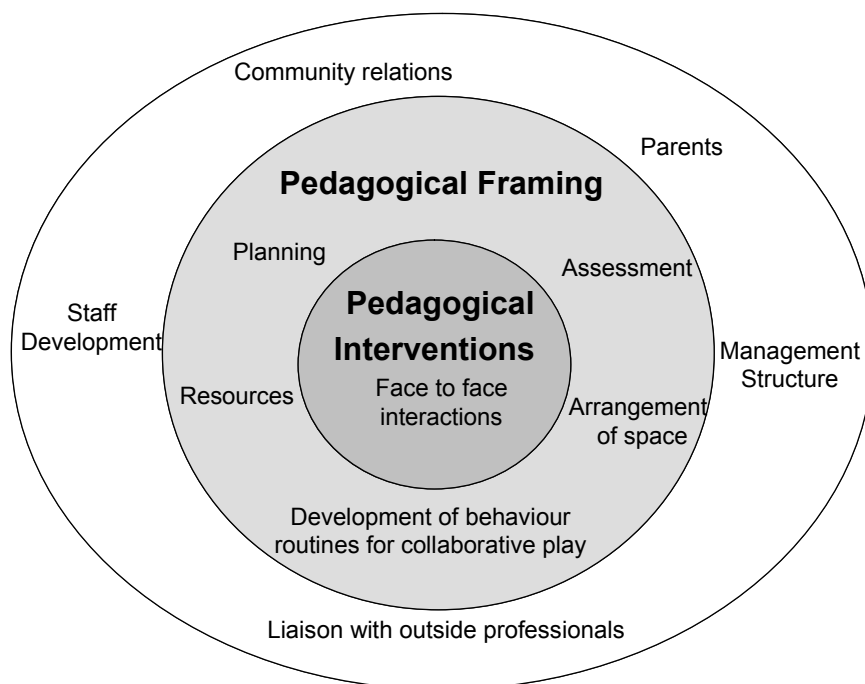 Community relations
Parents
Pedagogical Framing
Planning
Assessment
Pedagogical
Interventions
Face to face
interactions
Staff
Development
Management
Structure
Resources
Arrangement
of space
Development of behaviour
routines for collaborative play
Liaison with outside professionals